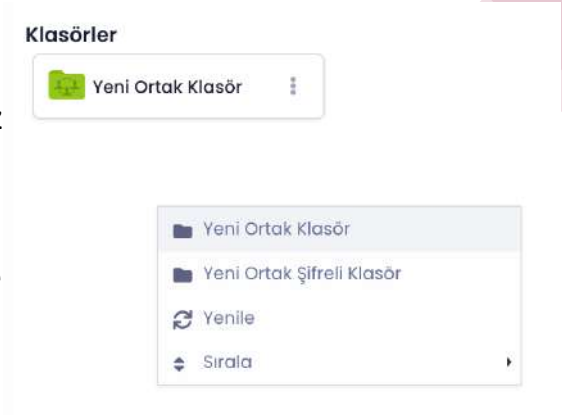 Klasörler
Yeni Ortak Klasör
Yeni Ortak Klasör
Yeni Ortak Şifreli Klasör
Yenile
Sırala